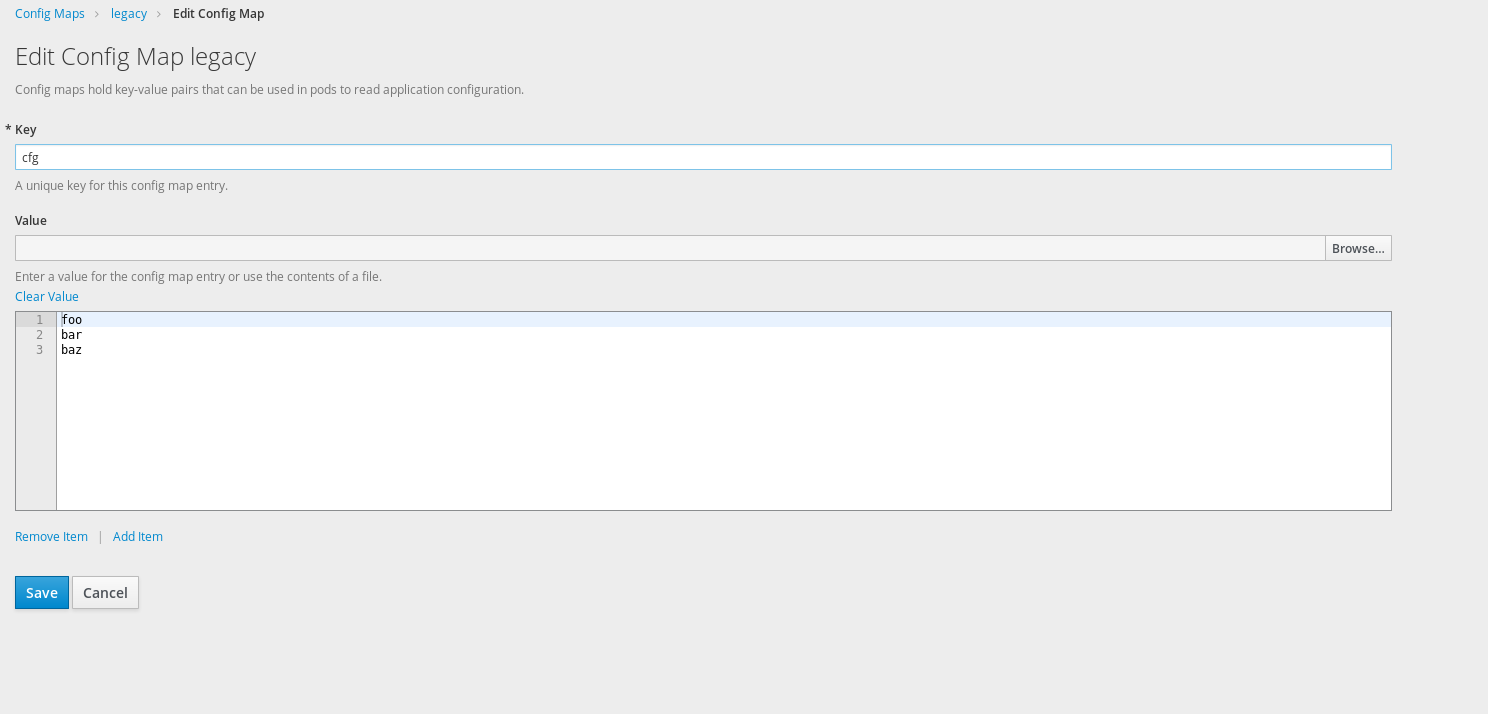 Config Maps > legacy > Edit Config Map
Edit Config Map legacy
Config maps hold key-value pairs that can be used in pods to read application configuration.
* Key
cfg
A unique key for this config map entry.
Value
Browse...
Enter a value for the config map entry or use the contents of a file.
Clear Value
1 foo
2 bar
3 baz
Remove Item | Add Item
Save Cancel